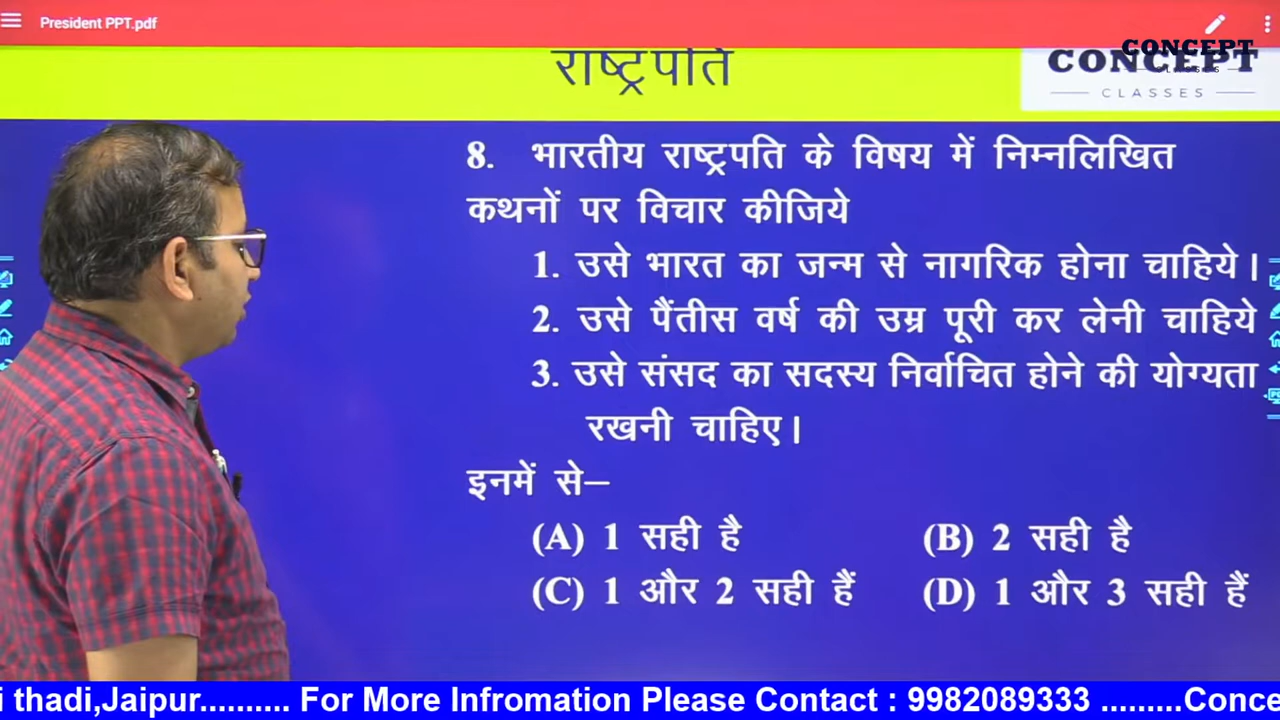 President PPT.pdf
राष्ट्रपति
CONCEPT
CLASSES
CONCEPT
CLASSES
8. भारतीय राष्ट्रपति के विषय में निम्नलिखित
कथनों पर विचार कीजिये
1. उसे भारत का जन्म से नागरिक होना चाहिये।
2. उसे पैंतीस वर्ष की उम्र पूरी कर लेनी चाहिये
3. उसे संसद का सदस्य निर्वाचित होने की योग्यता
रखनी चाहिए।
इनमें से–
(A) 1 सही है (B) 2 सही है
(C) 1 और 2 सही हैं (D) 1 और 3 सही हैं
i thadi,Jaipur.......... For More Infromation Please Contact : 9982089333 .........Conce